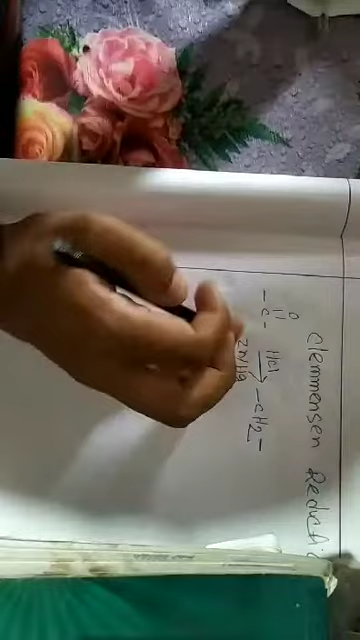 Clemmensen Reducti
O
||
-C- HCl → -CH2-
Zn/Hg